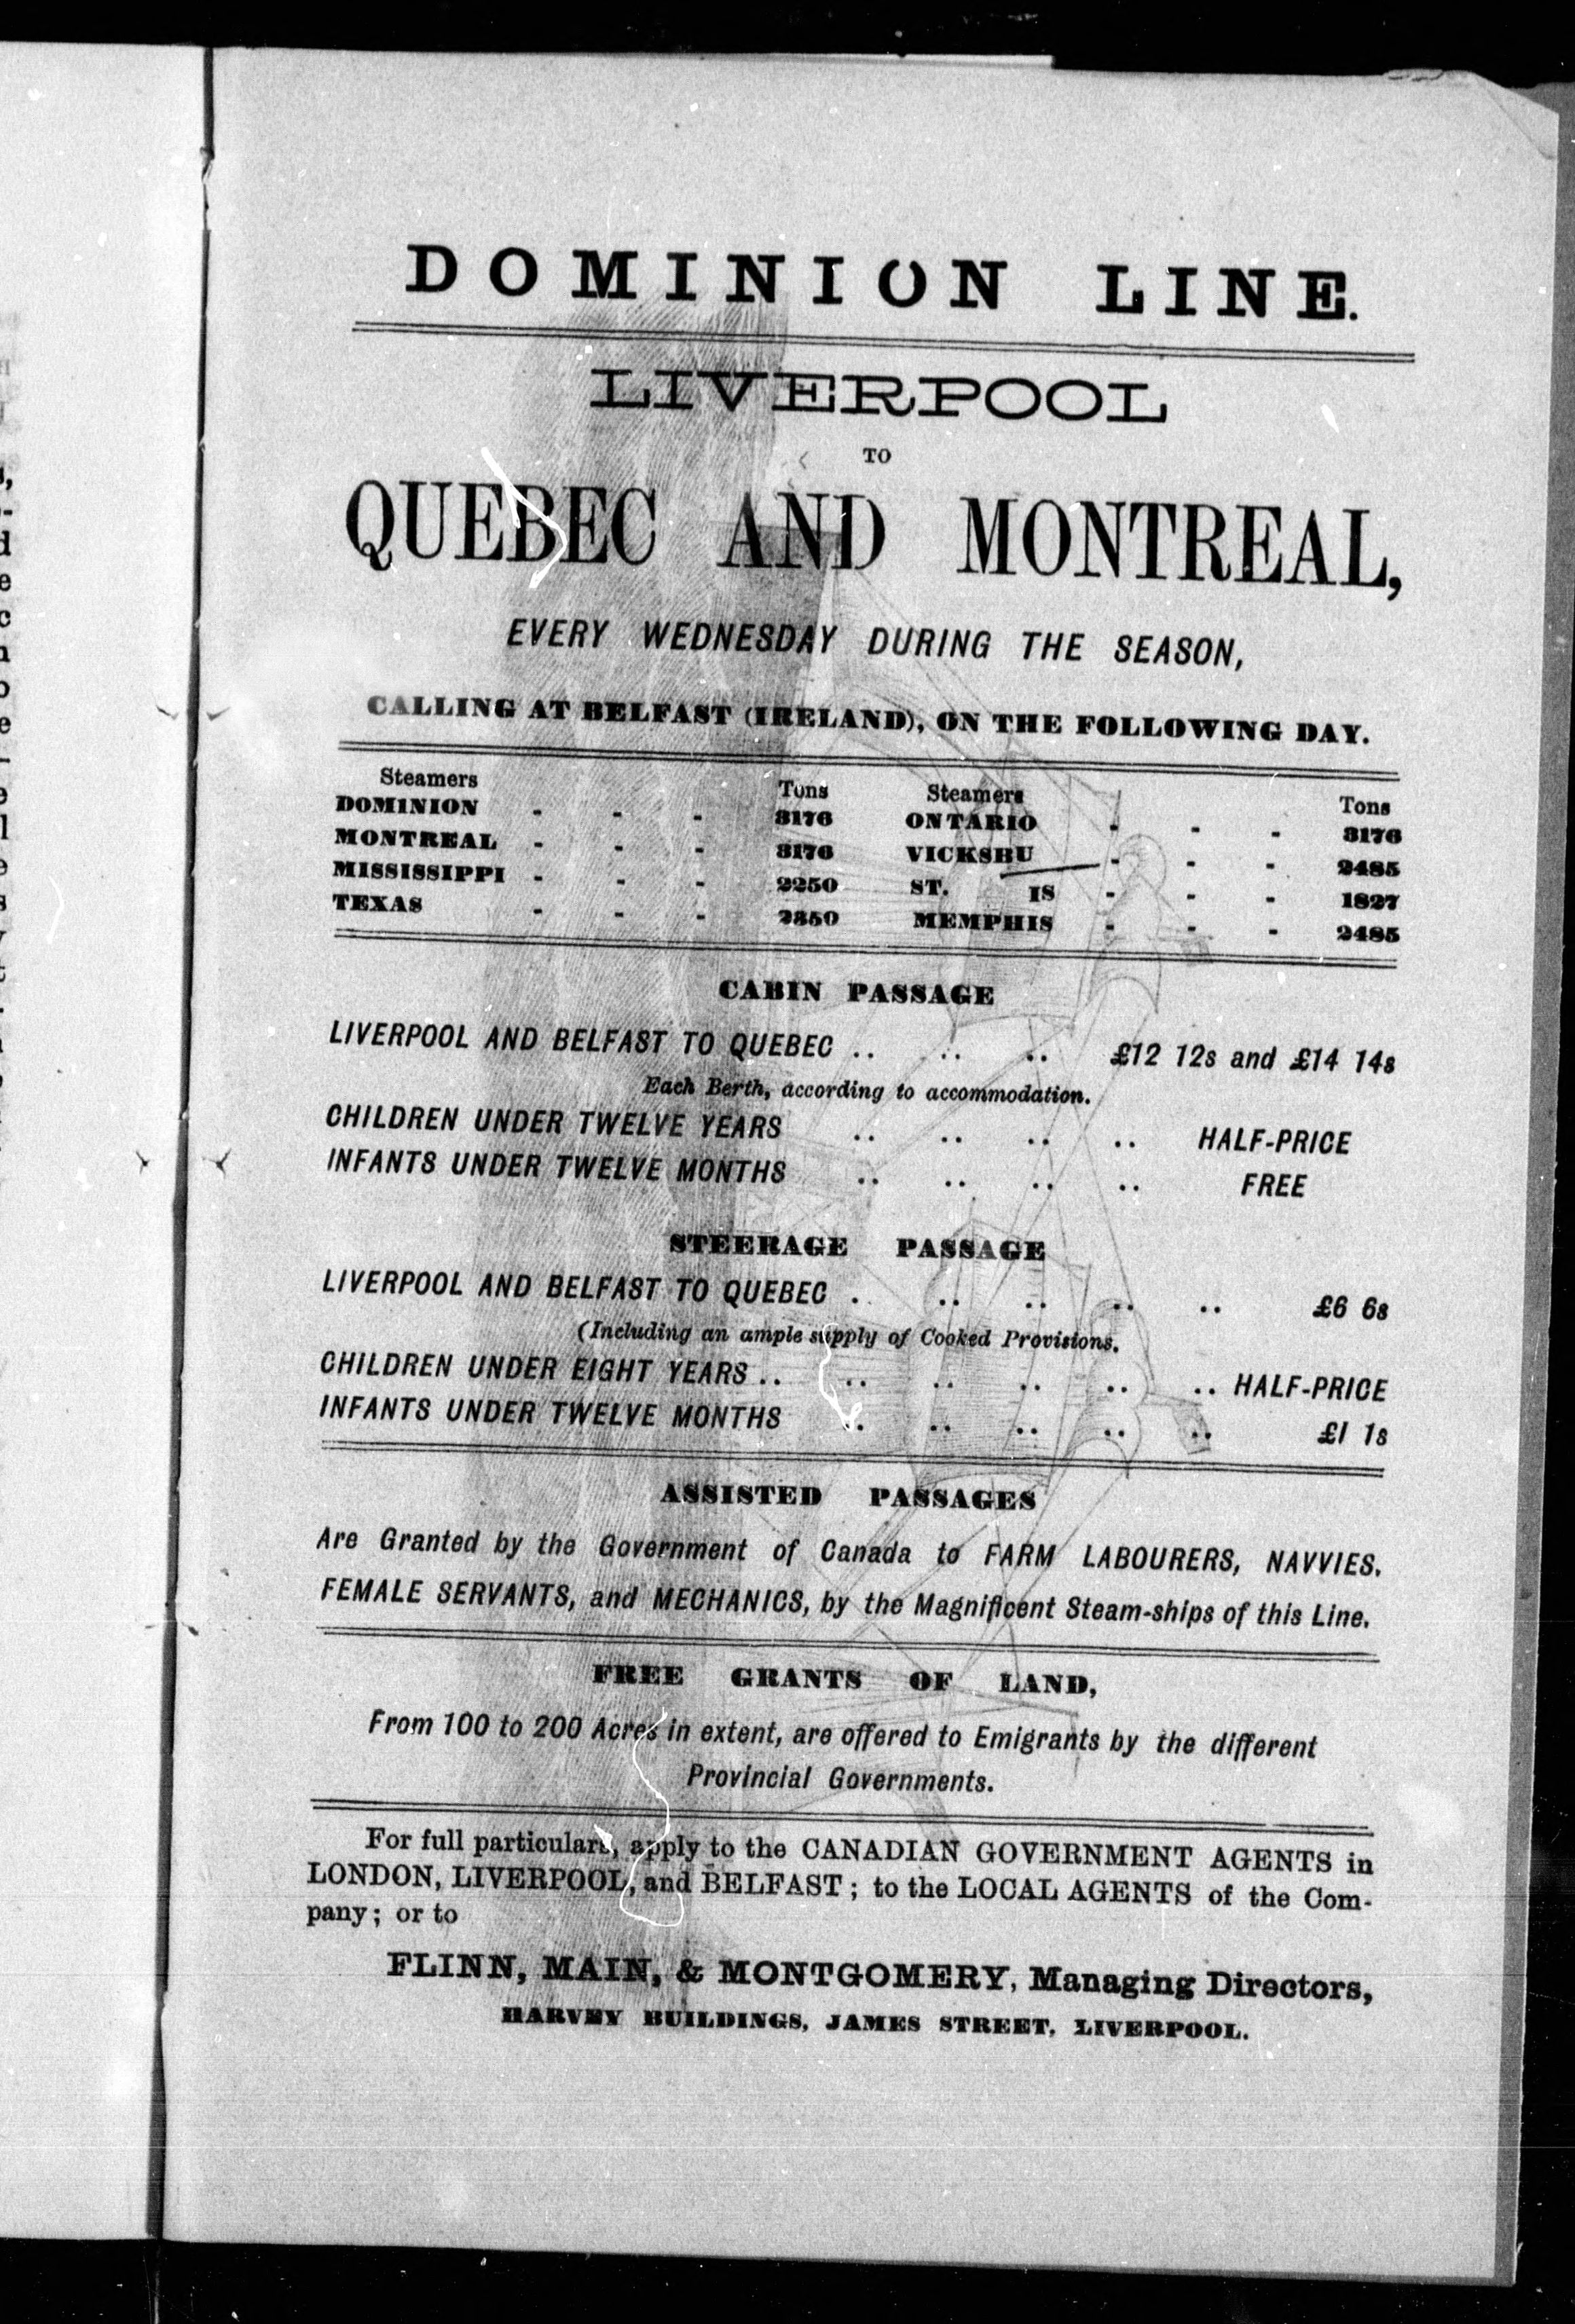 DOMINION LINE.
LIVERPOOL
TO
QUEBEC AND MONTREAL,
EVERY WEDNESDAY DURING THE SEASON,
CALLING AT BELFAST (IRELAND), ON THE FOLLOWING DAY.
Steamers Tons Steamers Tons
DOMINION - - - 3176 ONTARIO - - - 3176
MONTREAL - - - 3176 VICKSBU - - - 2485
MISSISSIPPI - - - 2250 ST. IS - - - 1827
TEXAS - - - 2350 MEMPHIS - - - 2485
CABIN PASSAGE
LIVERPOOL AND BELFAST TO QUEBEC .. .. .. £12 12s and £14 14s
Each Berth, according to accommodation.
CHILDREN UNDER TWELVE YEARS .. .. .. .. HALF-PRICE
INFANTS UNDER TWELVE MONTHS .. .. .. .. FREE
STEERAGE PASSAGE
LIVERPOOL AND BELFAST TO QUEBEC . .. .. .. .. £6 6s
(Including an ample supply of Cooked Provisions.
CHILDREN UNDER EIGHT YEARS .. .. .. .. .. .. HALF-PRICE
INFANTS UNDER TWELVE MONTHS .. .. .. .. .. £1 1s
ASSISTED PASSAGES
Are Granted by the Government of Canada to FARM LABOURERS, NAVVIES.
FEMALE SERVANTS, and MECHANICS, by the Magnificent Steam-ships of this Line.
FREE GRANTS OF LAND,
From 100 to 200 Acres in extent, are offered to Emigrants by the different
Provincial Governments.
For full particulars, apply to the CANADIAN GOVERNMENT AGENTS in
LONDON, LIVERPOOL, and BELFAST; to the LOCAL AGENTS of the Com-
pany; or to
FLINN, MAIN, & MONTGOMERY, Managing Directors,
HARVEY BUILDINGS, JAMES STREET, LIVERPOOL.